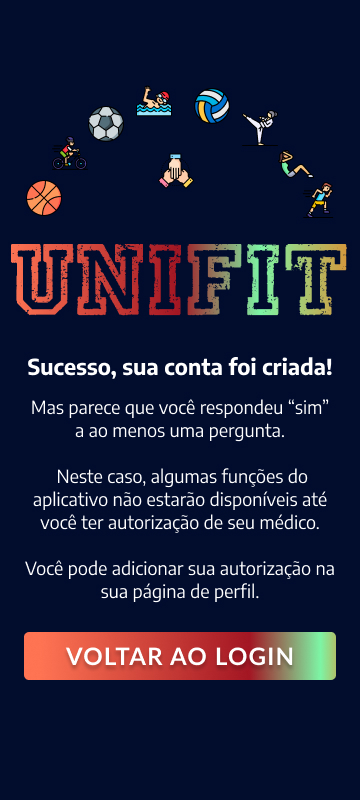 UNIFIT
Sucesso, sua conta foi criada!
Mas parece que você respondeu “sim”
a ao menos uma pergunta.
Neste caso, algumas funções do
aplicativo não estarão disponíveis até
você ter autorização de seu médico.
Você pode adicionar sua autorização na
sua página de perfil.
VOLTAR AO LOGIN